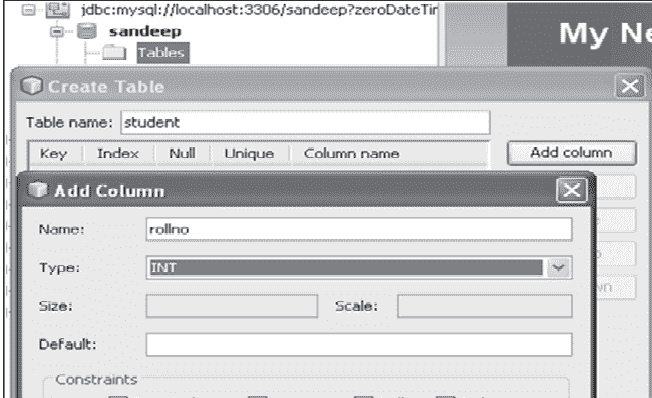 jdbc:mysql://localhost:3306/sandeep?zeroDateTir
My Ne
sandeep
Tables
Create Table
Table name: student
Key Index Null Unique Column name
Add column
Add Column
Name: rollno
Type: INT
Size: Scale:
Default:
Constraints